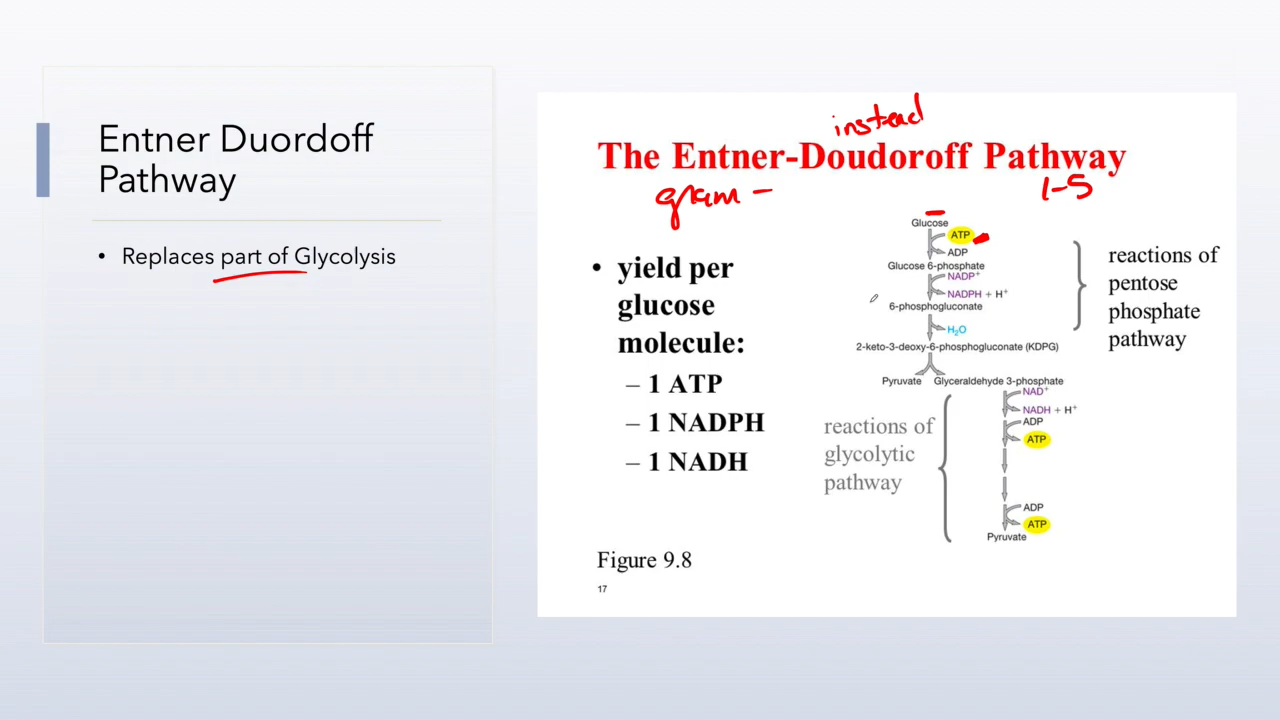 Entner Duordoff
Pathway
• Replaces part of Glycolysis
instead
The Entner-Doudoroff Pathway
gram –
1-5
• yield per
glucose
molecule:
– 1 ATP
– 1 NADPH
– 1 NADH
Glucose
ATP
ADP
Glucose 6-phosphate
NADP+
NADPH + H+
6-phosphogluconate
H2O
2-keto-3-deoxy-6-phosphogluconate (KDPG)
Pyruvate Glyceraldehyde 3-phosphate
NAD+
NADH + H+
ADP
ATP
ADP
ATP
Pyruvate
reactions of
pentose
phosphate
pathway
reactions of
glycolytic
pathway
Figure 9.8
17